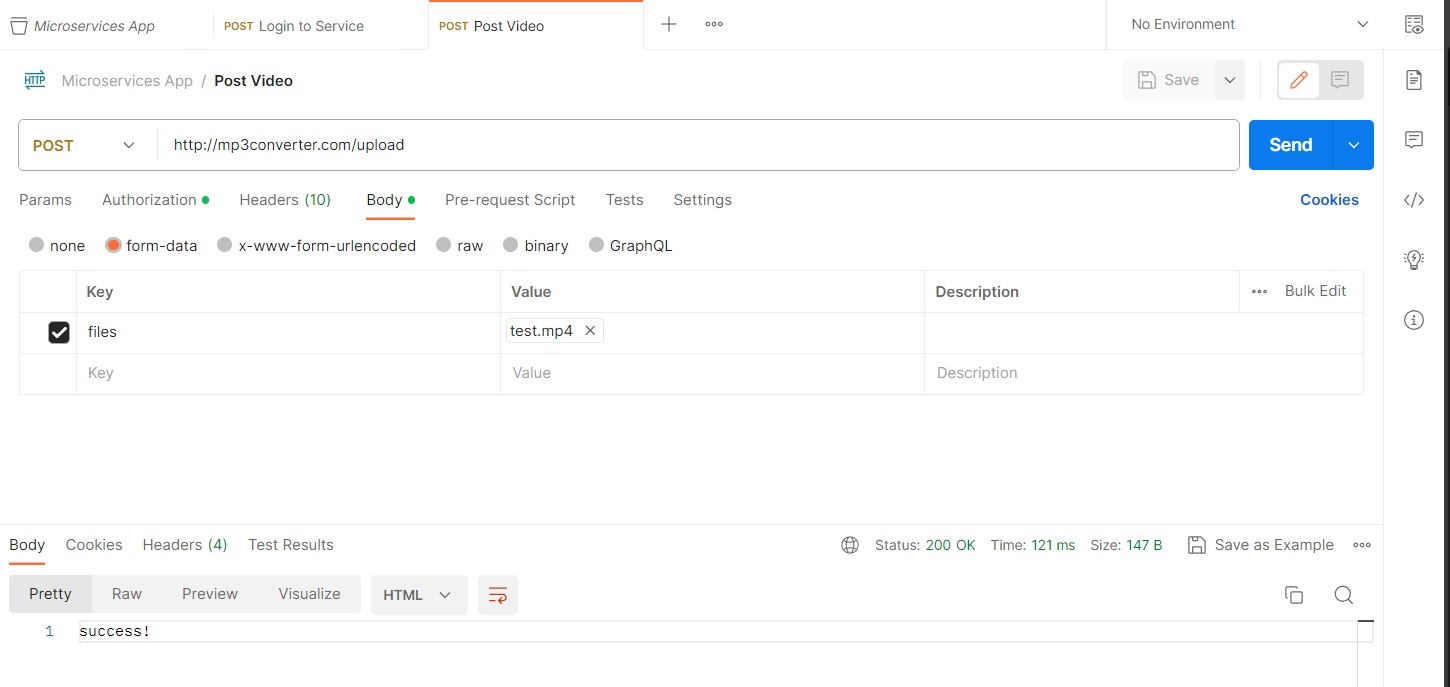 Microservices App
POST Login to Service
POST Post Video
No Environment
HTTP
Microservices App / Post Video
Save
POST
http://mp3converter.com/upload
Send
Params
Authorization
Headers (10)
Body
Pre-request Script
Tests
Settings
Cookies
none
form-data
x-www-form-urlencoded
raw
binary
GraphQL
Key
Value
Description
Bulk Edit
files
test.mp4
Key
Value
Description
Body
Cookies
Headers (4)
Test Results
Status: 200 OK
Time: 121 ms
Size: 147 B
Save as Example
Pretty
Raw
Preview
Visualize
HTML
1
success!